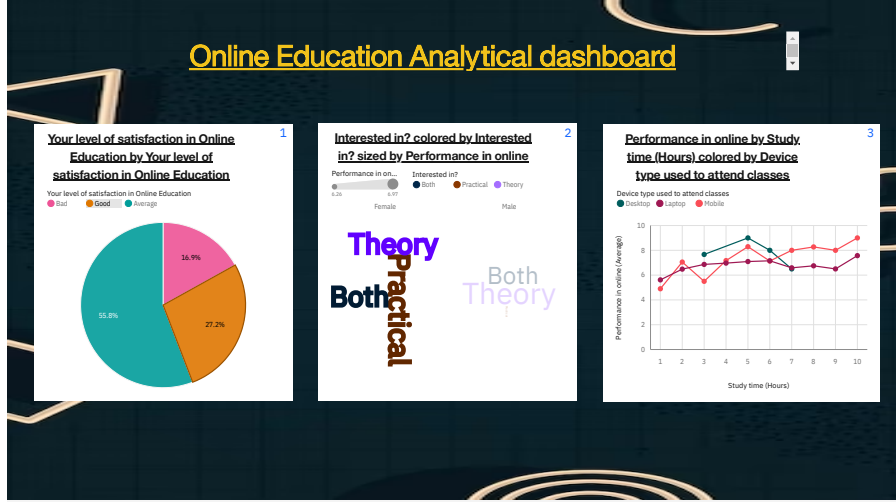 Online Education Analytical dashboard
1
Your level of satisfaction in Online
Education by Your level of
satisfaction in Online Education
Your level of satisfaction in Online Education
Bad Good Average
16.9%
55.8%
27.2%
2
Interested in? colored by Interested
in? sized by Performance in online
Performance in on... Interested in?
Both Practical Theory
6.26 6.97
Female Male
Theory
Practical
Both
Both
Theory
3
Performance in online by Study
time (Hours) colored by Device
type used to attend classes
Device type used to attend classes
Desktop Laptop Mobile
Performance in online (Average)
10
8
6
4
2
0
1 2 3 4 5 6 7 8 9 10
Study time (Hours)